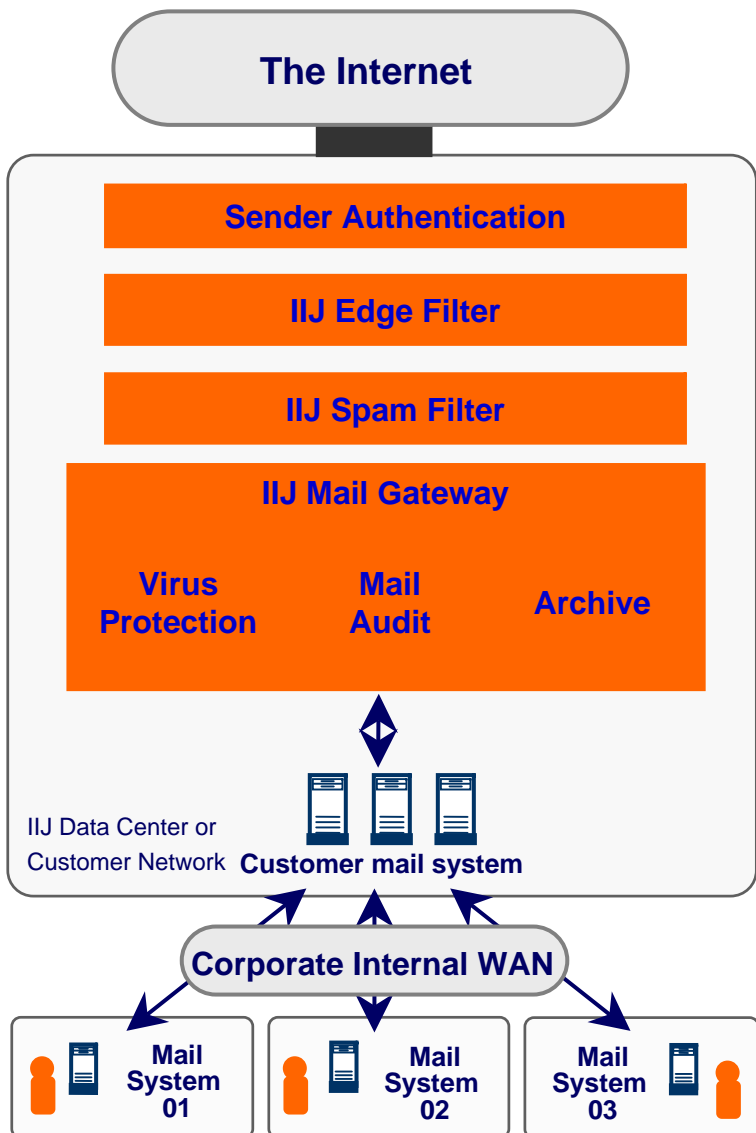 The Internet
Sender Authentication
IIJ Edge Filter
IIJ Spam Filter
IIJ Mail Gateway
Virus
Protection
Mail
Audit
Archive
IIJ Data Center or
Customer Network
Customer mail system
Corporate Internal WAN
Mail
System
01
Mail
System
02
Mail
System
03